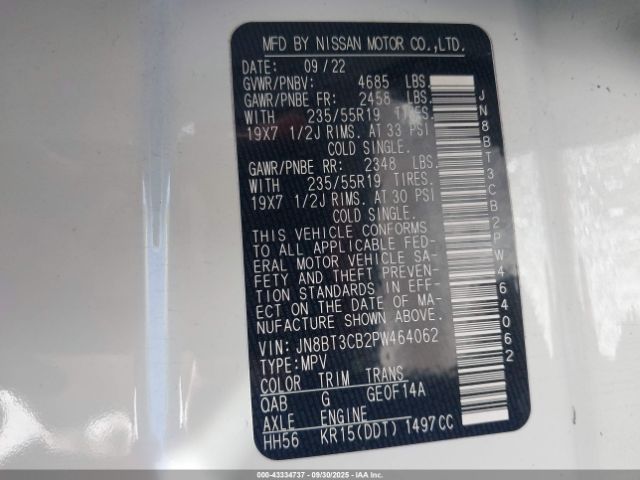 MFD BY NISSAN MOTOR CO.,LTD.
DATE: 09/22
GVWR/PNBV: 4685 LBS.
GAWR/PNBE FR: 2458 LBS.
WITH 235/55R19 TIRES.
19X7 1/2J RIMS. AT 33 PSI
COLD SINGLE.
GAWR/PNBE RR: 2348 LBS.
WITH 235/55R19 TIRES.
19X7 1/2J RIMS. AT 30 PSI
COLD SINGLE.
THIS VEHICLE CONFORMS
TO ALL APPLICABLE FED-
ERAL MOTOR VEHICLE SA-
FETY AND THEFT PREVEN-
TION STANDARDS IN EFF-
ECT ON THE DATE OF MA-
NUFACTURE SHOWN ABOVE.
VIN: JN8BT3CB2PW464062
TYPE:MPV
COLOR TRIM TRANS
QAB G GEOF14A
AXLE ENGINE
HH56 KR15(DDT) 1497CC
JN8BT3CB2PW464062
000-43334737 - 09/30/2025 - IAAI.COM